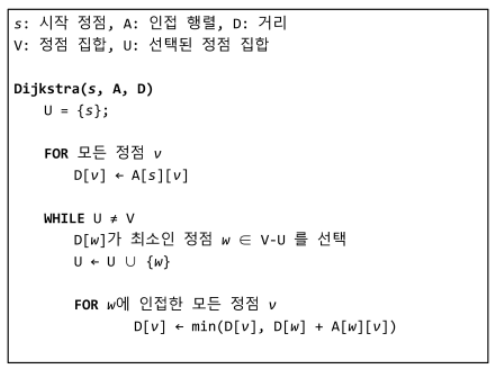 s: 시작 정점, A: 인접 행렬, D: 거리
V: 정점 집합, U: 선택된 정점 집합
Dijkstra(s, A, D)
U = {s};
FOR 모든 정점 v
D[v] ← A[s][v]
WHILE U ≠ V
D[w]가 최소인 정점 w ∈ V-U 를 선택
U ← U ∪ {w}
FOR w에 인접한 모든 정점 v
D[v] ← min(D[v], D[w] + A[w][v])